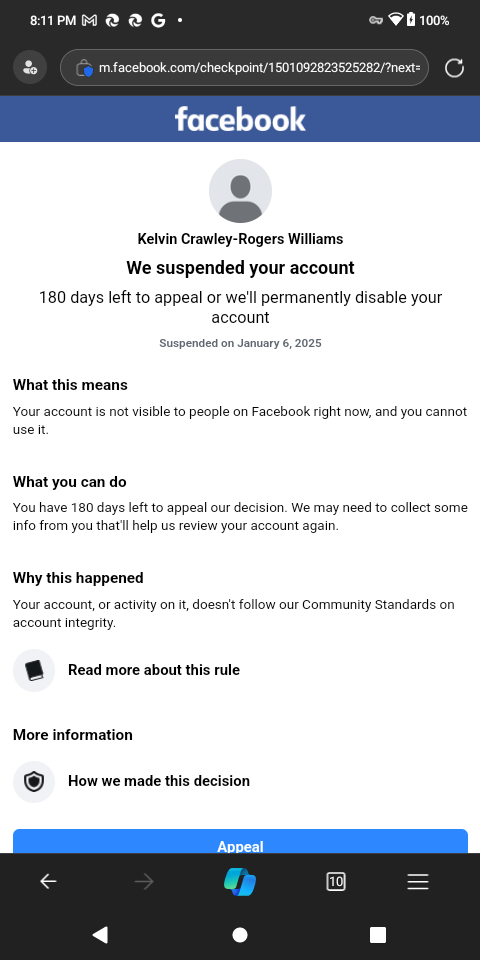 8:11 PM
100%
m.facebook.com/checkpoint/1501092823525282/?next=
facebook
Kelvin Crawley-Rogers Williams
We suspended your account
180 days left to appeal or we'll permanently disable your
account
Suspended on January 6, 2025
What this means
Your account is not visible to people on Facebook right now, and you cannot
use it.
What you can do
You have 180 days left to appeal our decision. We may need to collect some
info from you that'll help us review your account again.
Why this happened
Your account, or activity on it, doesn't follow our Community Standards on
account integrity.
Read more about this rule
More information
How we made this decision
Appeal
10